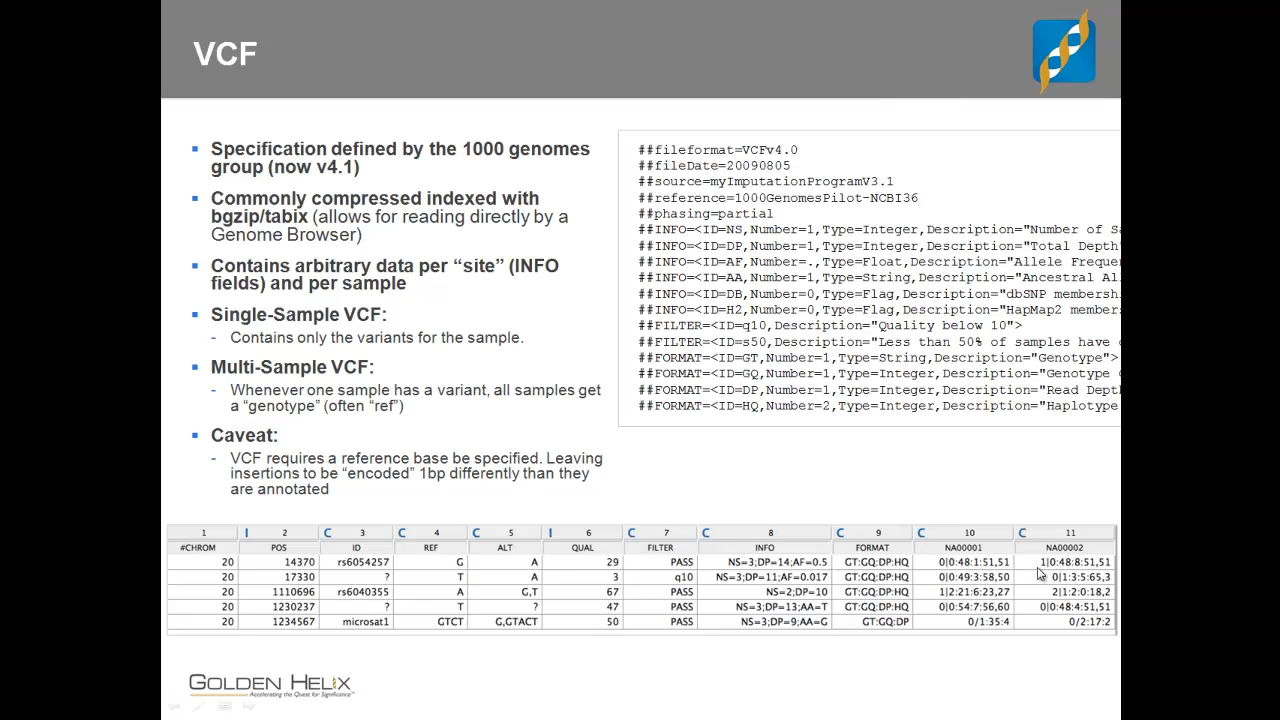 VCF
Specification defined by the 1000 genomes
group (now v4.1)
Commonly compressed indexed with
bgzip/tabix (allows for reading directly by a
Genome Browser)
Contains arbitrary data per “site” (INFO
fields) and per sample
Single-Sample VCF:
- Contains only the variants for the sample.
Multi-Sample VCF:
- Whenever one sample has a variant, all samples get
a “genotype” (often “ref”)
Caveat:
- VCF requires a reference base be specified. Leaving
insertions to be “encoded” 1bp differently than they
are annotated
##fileformat=VCFv4.0
##fileDate=20090805
##source=myImputationProgramV3.1
##reference=1000GenomesPilot-NCBI36
##phasing=partial
##INFO=<ID=NS,Number=1,Type=Integer,Description="Number of Sa
##INFO=<ID=DP,Number=1,Type=Integer,Description="Total Depth"
##INFO=<ID=AF,Number=.,Type=Float,Description="Allele Frequen
##INFO=<ID=AA,Number=1,Type=String,Description="Ancestral All
##INFO=<ID=DB,Number=0,Type=Flag,Description="dbSNP membershi
##INFO=<ID=H2,Number=0,Type=Flag,Description="HapMap2 members
##FILTER=<ID=q10,Description="Quality below 10">
##FILTER=<ID=s50,Description="Less than 50% of samples have d
##FORMAT=<ID=GT,Number=1,Type=String,Description="Genotype">
##FORMAT=<ID=GQ,Number=1,Type=Integer,Description="Genotype Q
##FORMAT=<ID=DP,Number=1,Type=Integer,Description="Read Depth
##FORMAT=<ID=HQ,Number=2,Type=Integer,Description="Haplotype
1 I 2 C 3 C 4 C 5 I 6 C 7 C 8 C 9 C 10 C 11
#CHROM POS ID REF ALT QUAL FILTER INFO FORMAT NA00001 NA00002
20 14370 rs6054257 G A 29 PASS NS=3;DP=14;AF=0.5 GT:GQ:DP:HQ 0|0:48:1:51,51 1|0:48:8:51,51
20 17330 ? T A 3 q10 NS=3;DP=11;AF=0.017 GT:GQ:DP:HQ 0|0:49:3:58,50 0|1:3:5:65,3
20 1110696 rs6040355 A G,T 67 PASS NS=2;DP=10 GT:GQ:DP:HQ 1|2:21:6:23,27 2|1:2:0:18,2
20 1230237 ? T ? 47 PASS NS=3;DP=13;AA=T GT:GQ:DP:HQ 0|0:54:7:56,60 0|0:48:4:51,51
20 1234567 microsat1 GTCT G,GTACT 50 PASS NS=3;DP=9;AA=G GT:GQ:DP 0/1:35:4 0/2:17:2
GOLDEN HELIX
Accelerating the Quest for Significance™